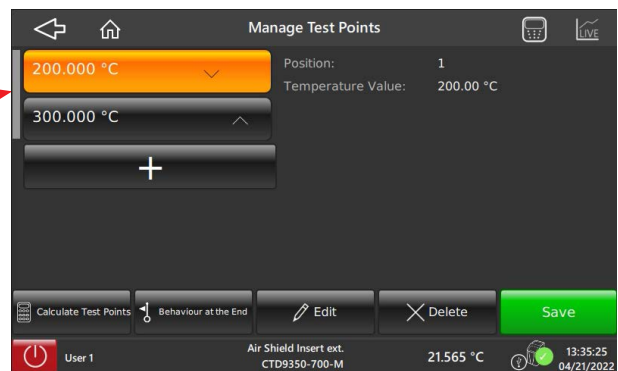 Manage Test Points
LIVE
200.000 °C
Position: 1
Temperature Value: 200.00 °C
300.000 °C
+
Calculate Test Points
Behaviour at the End
Edit
Delete
Save
User 1
Air Shield Insert ext.
CTD9350-700-M
21.565 °C
13:35:25
04/21/2022